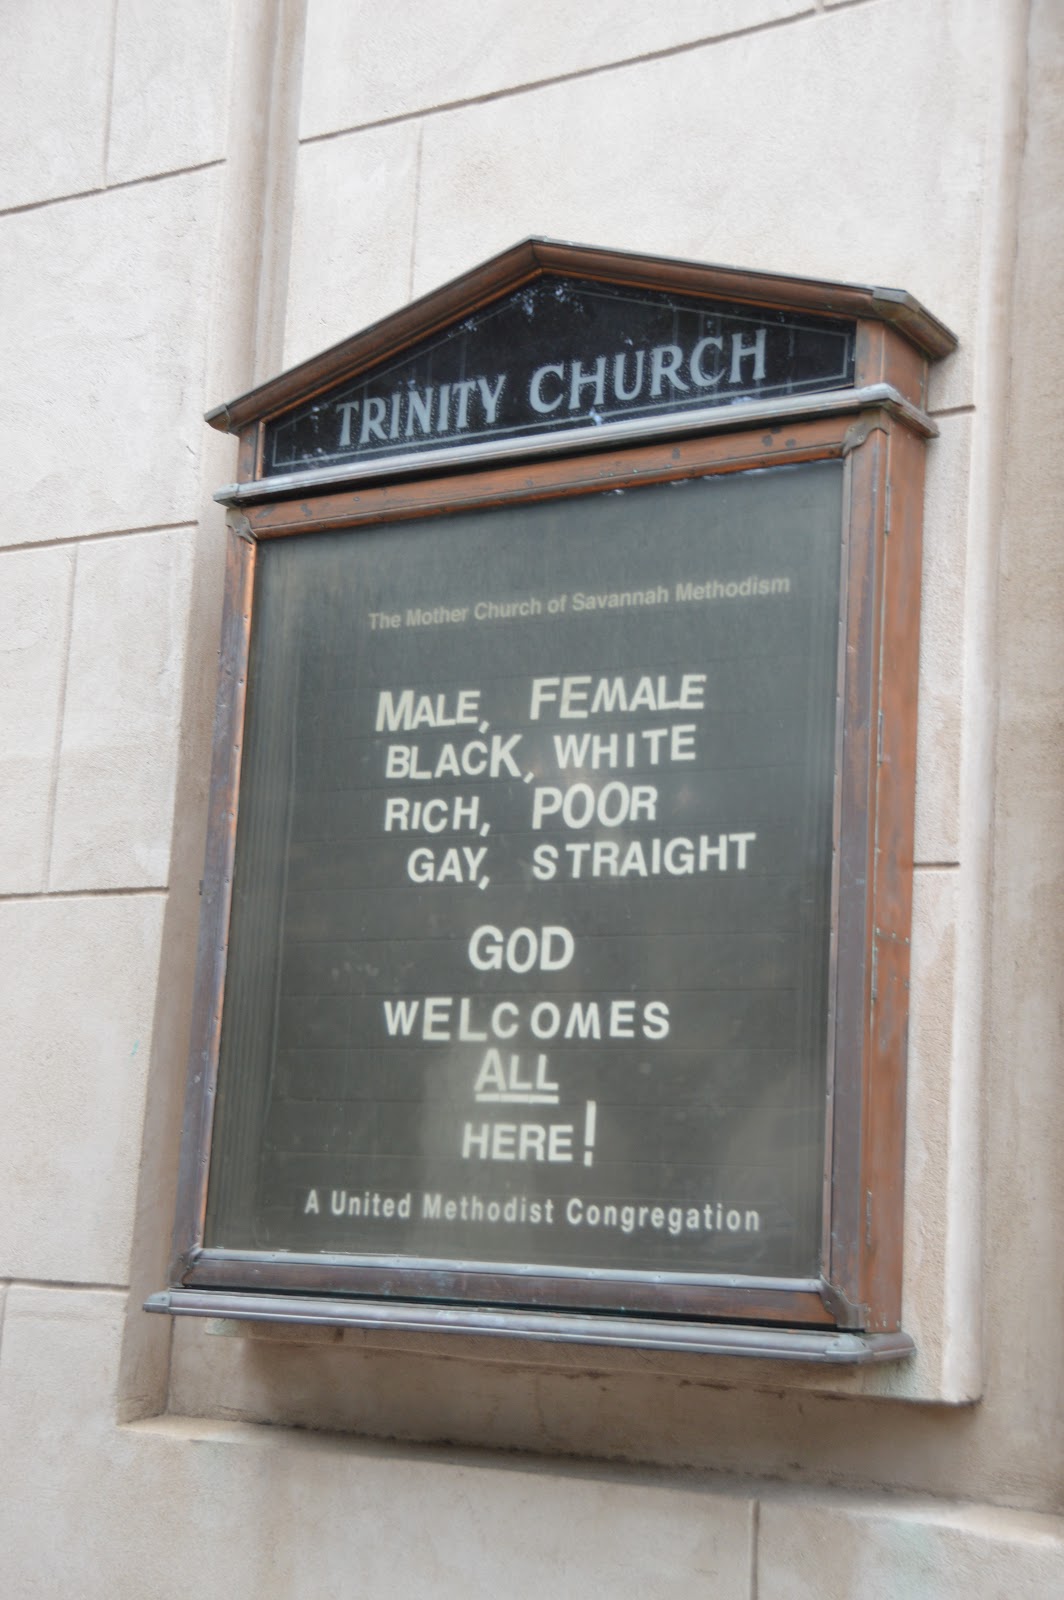 TRINITY CHURCH
The Mother Church of Savannah Methodism
MALE, FEMALE
BLACK, WHITE
RICH, POOR
GAY, STRAIGHT
GOD
WELCOMES
ALL
HERE!
A United Methodist Congregation